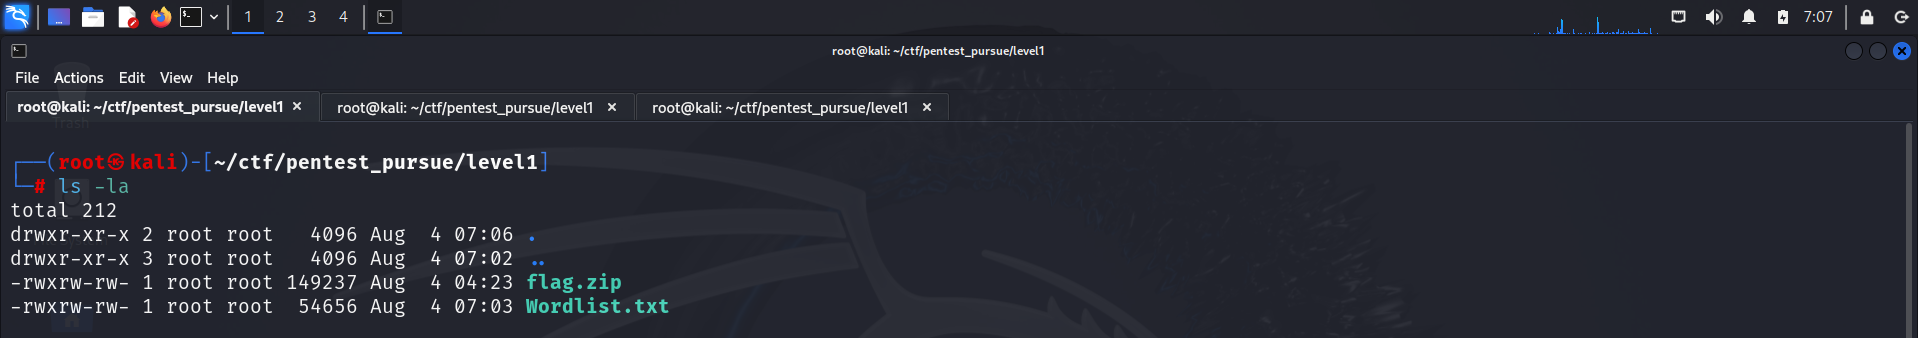 1 2 3 4 7:07
root@kali: ~/ctf/pentest_pursue/level1
File Actions Edit View Help
root@kali: ~/ctf/pentest_pursue/level1 × root@kali: ~/ctf/pentest_pursue/level1 × root@kali: ~/ctf/pentest_pursue/level1 ×
Trash
┌──(root㉿kali)-[~/ctf/pentest_pursue/level1]
└─# ls -la
total 212
drwxr-xr-x 2 root root   4096 Aug  4 07:06 .
drwxr-xr-x 3 root root   4096 Aug  4 07:02 ..
-rwxrw-rw- 1 root root 149237 Aug  4 04:23 flag.zip
-rwxrw-rw- 1 root root  54656 Aug  4 07:03 Wordlist.txt